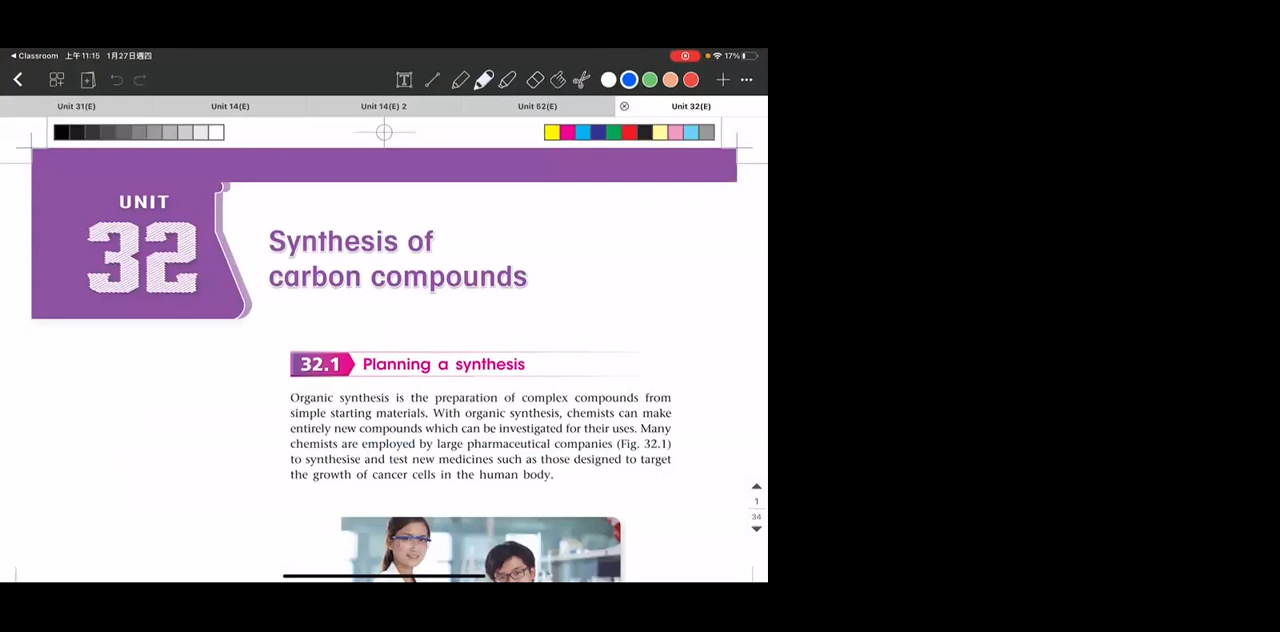 ◄ Classroom 上午11:15 1月27日週四
17%
Unit 31(E) Unit 14(E) Unit 14(E) 2 Unit 52(E) Unit 32(E)
UNIT
32
Synthesis of
carbon compounds
32.1 Planning a synthesis
Organic synthesis is the preparation of complex compounds from
simple starting materials. With organic synthesis, chemists can make
entirely new compounds which can be investigated for their uses. Many
chemists are employed by large pharmaceutical companies (Fig. 32.1)
to synthesise and test new medicines such as those designed to target
the growth of cancer cells in the human body.
1
34